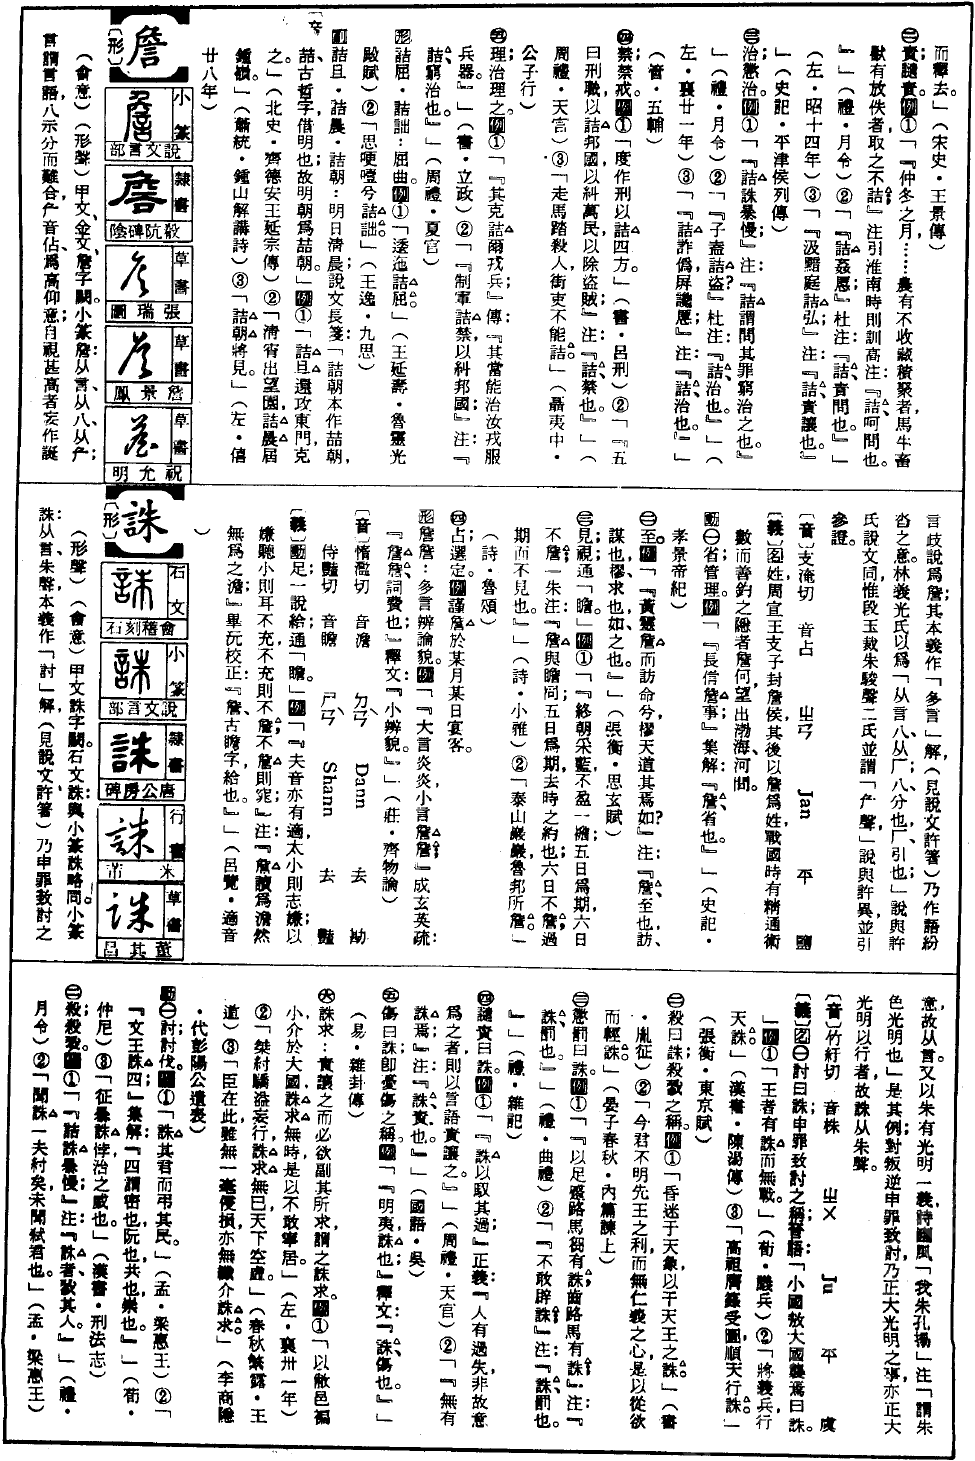 而釋去。」(宋史・王景傳)
㊁責讓責。例①「『仲冬之月,……農有不收藏積聚者,馬牛畜
獸有放佚者,取之不詰。』注引淮南時則訓高注:『詰,呵問也。
』」(禮・月令)②「『詰姦慝。』杜注:『詰,責問也。』」
(左・昭十四年)③「『汲黯庭詰弘。』注:『詰,責讓也。』
」(史記・平津侯列傳)
㊂治懲治。例①「『詰誅暴慢。』注:『詰謂問其罪,窮治之也。』
」(禮・月令)②「『子盍詰盜?』杜注:『詰,治也。』」(
左・襄廿一年)③「『詰詐僞,屏讒慝。』注:『詰,治也。』」
(管・五輔)
㊃禁禁戒。例①「度作刑以詰四方。」(書・呂刑)②「『五
曰刑職,以詰邦國,以糾萬民,以除盜賊。』注:『詰,禁也。』」(
周禮・天官)③「走馬踏殺人,街吏不能詰。」(聶夷中・
公子行)
㊄理治理之。例①「『其克詰爾戎兵。』傳:『其當能治汝戎服
兵器。』」(書・立政)②「『制軍詰禁,以糾邦國。』注:『
詰,窮治也。』」(周禮・夏官)
形詰屈・詰詘:屈曲。例①「逶迤詰屈。」(王延壽・魯靈光
殿賦)②「思哽噎兮詰詘。」(王逸・九思)
副詰旦・詰晨・詰朝:明日清晨。說文長箋:「詰朝本作喆朝,
喆,古哲字,借明也,故明朝爲喆朝。」例①「詰旦,還攻東門,克
之。」(北史・齊德安王延宗傳)②「清宵出望園,詰晨屆
鍾嶺。」(蕭統・鍾山解講詩)③「詰朝將見。」(左・僖
廿八年)
詹
〔形〕
小篆
說文言部
隸書
敬阮碑陰
草書
張瑞圖
草書
詹景鳳
草書
祝允明
(會意)(形聲)甲文、金文詹字闕。小篆詹:从言、从八、从⺈;
言謂言語,八示分而難合,⺈音佔,爲高仰意;自視甚高者妄作誕
言歧說爲詹;其本義作「多言」解(見說文許箸),乃作語紛
沓之意。林義光氏以爲「从言、八、从厂,八,分也,厂,引也」說與許
氏說文同,惟段玉裁、朱駿聲二氏並謂「⺈聲」,說與許異,並引
參證。
〔音〕支淹切 音占 ㄓㄢ Jan 平 鹽
〔義〕名姓,周宣王支子封詹侯,其後以詹爲姓,戰國時有精通術
數而善釣之隱者詹何。望出渤海、河間。
動㊀省管理。例「『長信詹事。』集解:『詹,省也。』」(史記・
孝景帝紀)
㊁至。例「『黃靈詹而訪命兮,樛天道其焉如?』注:『詹,至也;訪,
謀也;樛,求也;如,之也。』」(張衡・思玄賦)
㊂見視;通「瞻」。例①「『終朝采藍,不盈一襜;五日爲期,六日
不詹。』朱注:『詹與瞻同;五日爲期,去時之約也;六日不詹,過
期而不見也。』」(詩・小雅)②「泰山巖巖,魯邦所詹。」
(詩・魯頌)
㊃占選定。例謹詹於某月某日宴客。
形詹詹:多言辯論貌。例「『大言炎炎,小言詹詹。』成玄英疏:
『詹詹,詞費也。』釋文:『小辯貌。』」(莊・齊物論)
〔音〕惰濫切 音澹 ㄉㄢˋ Dann 去 勘
侍豔切 音贍 ㄕㄢˋ Shann 去 豔
〔義〕動足一說給;通「贍」。例「『夫音亦有適,太小則志嫌,以
嫌聽小則耳不充,不充則不詹,不詹則窕。』注:『詹讀爲澹然
無爲之澹。』畢沅校正:『詹,古贍字,給也。』」(呂覽・適音
)
誅
〔形〕
石文
會稽刻石
小篆
說文言部
隸書
唐公房碑
行書
米芾
草書
董其昌
(形聲)(會意)甲文誅字闕。石文:誅與小篆誅略同。小篆
誅:从言,朱聲,本義作「討」解(見說文許箸),乃申罪致討之
意,故从言。又以朱有光明一義,詩豳風「我朱孔揚」注「謂朱
色光明也」是其例;對叛逆申罪致討,乃正大光明之事,亦正大
光明以行者,故誅从朱聲。
〔音〕竹紆切 音株 ㄓㄨ Ju 平 虞
〔義〕名㊀討曰誅,申罪致討之稱。晉語:「小國敖,大國襲焉曰誅。
」例①「王者有誅而無戰。」(荀・議兵)②「將義兵,行
天誅。」(漢書・陳湯傳)③「高祖膺籙受圖,順天行誅。」
(張衡・東京賦)
㊁殺曰誅,殺戮之稱。例①「昏迷于天象,以干天王之誅。」(書
・胤征)②「今君不明先王之利,而無仁義之心,是以從欲
而輕誅。」(晏子春秋・內篇諫上)
㊂懲罰曰誅。例①「『以足蹙路馬芻有誅,齒路馬有誅。』注:『
誅,罰也。』」(禮・曲禮)②「『不敢辟誅。』注:『誅,罰也。
』」(禮・雜記)
㊃譴責曰誅。例①「『誅以馭其過。』正義:『人有過失,非故意
爲之者,則以言語責讓之。』」(周禮・天官)②「『無有
誅焉。』注:『誅,責也。』」(國語・吳)
㊄傷曰誅,卽憂傷之稱。例「『明夷,誅也。』釋文:『誅,傷也。』」
(易・雜卦傳)
㊅誅求:責讓之而必欲副其所求,謂之誅求。例①「以敝邑褊
小,介於大國,誅求無時,是以不敢寧居。」(左・襄卅一年)
②「桀紂驕溢妄行,誅求無已,天下空虛。」(春秋繁露・王
道)③「臣在此,雖無一毫侵損,亦無纖介誅求。」(李商隱
・代彭陽公遺表)
動㊀討,討伐。例①「誅其君而弔其民。」(孟・梁惠王)②「
『文王誅四。』集解:『四謂密也、阮也、共也、崇也。』」(荀・
仲尼)③「征暴誅悖,治之威也。」(漢書・刑法志)
㊁殺,殺戮。例①「『詰誅暴慢。』注:『誅者,戮其人。』」(禮・
月令)②「聞誅一夫紂矣,未聞弒君也。」(孟・梁惠王)